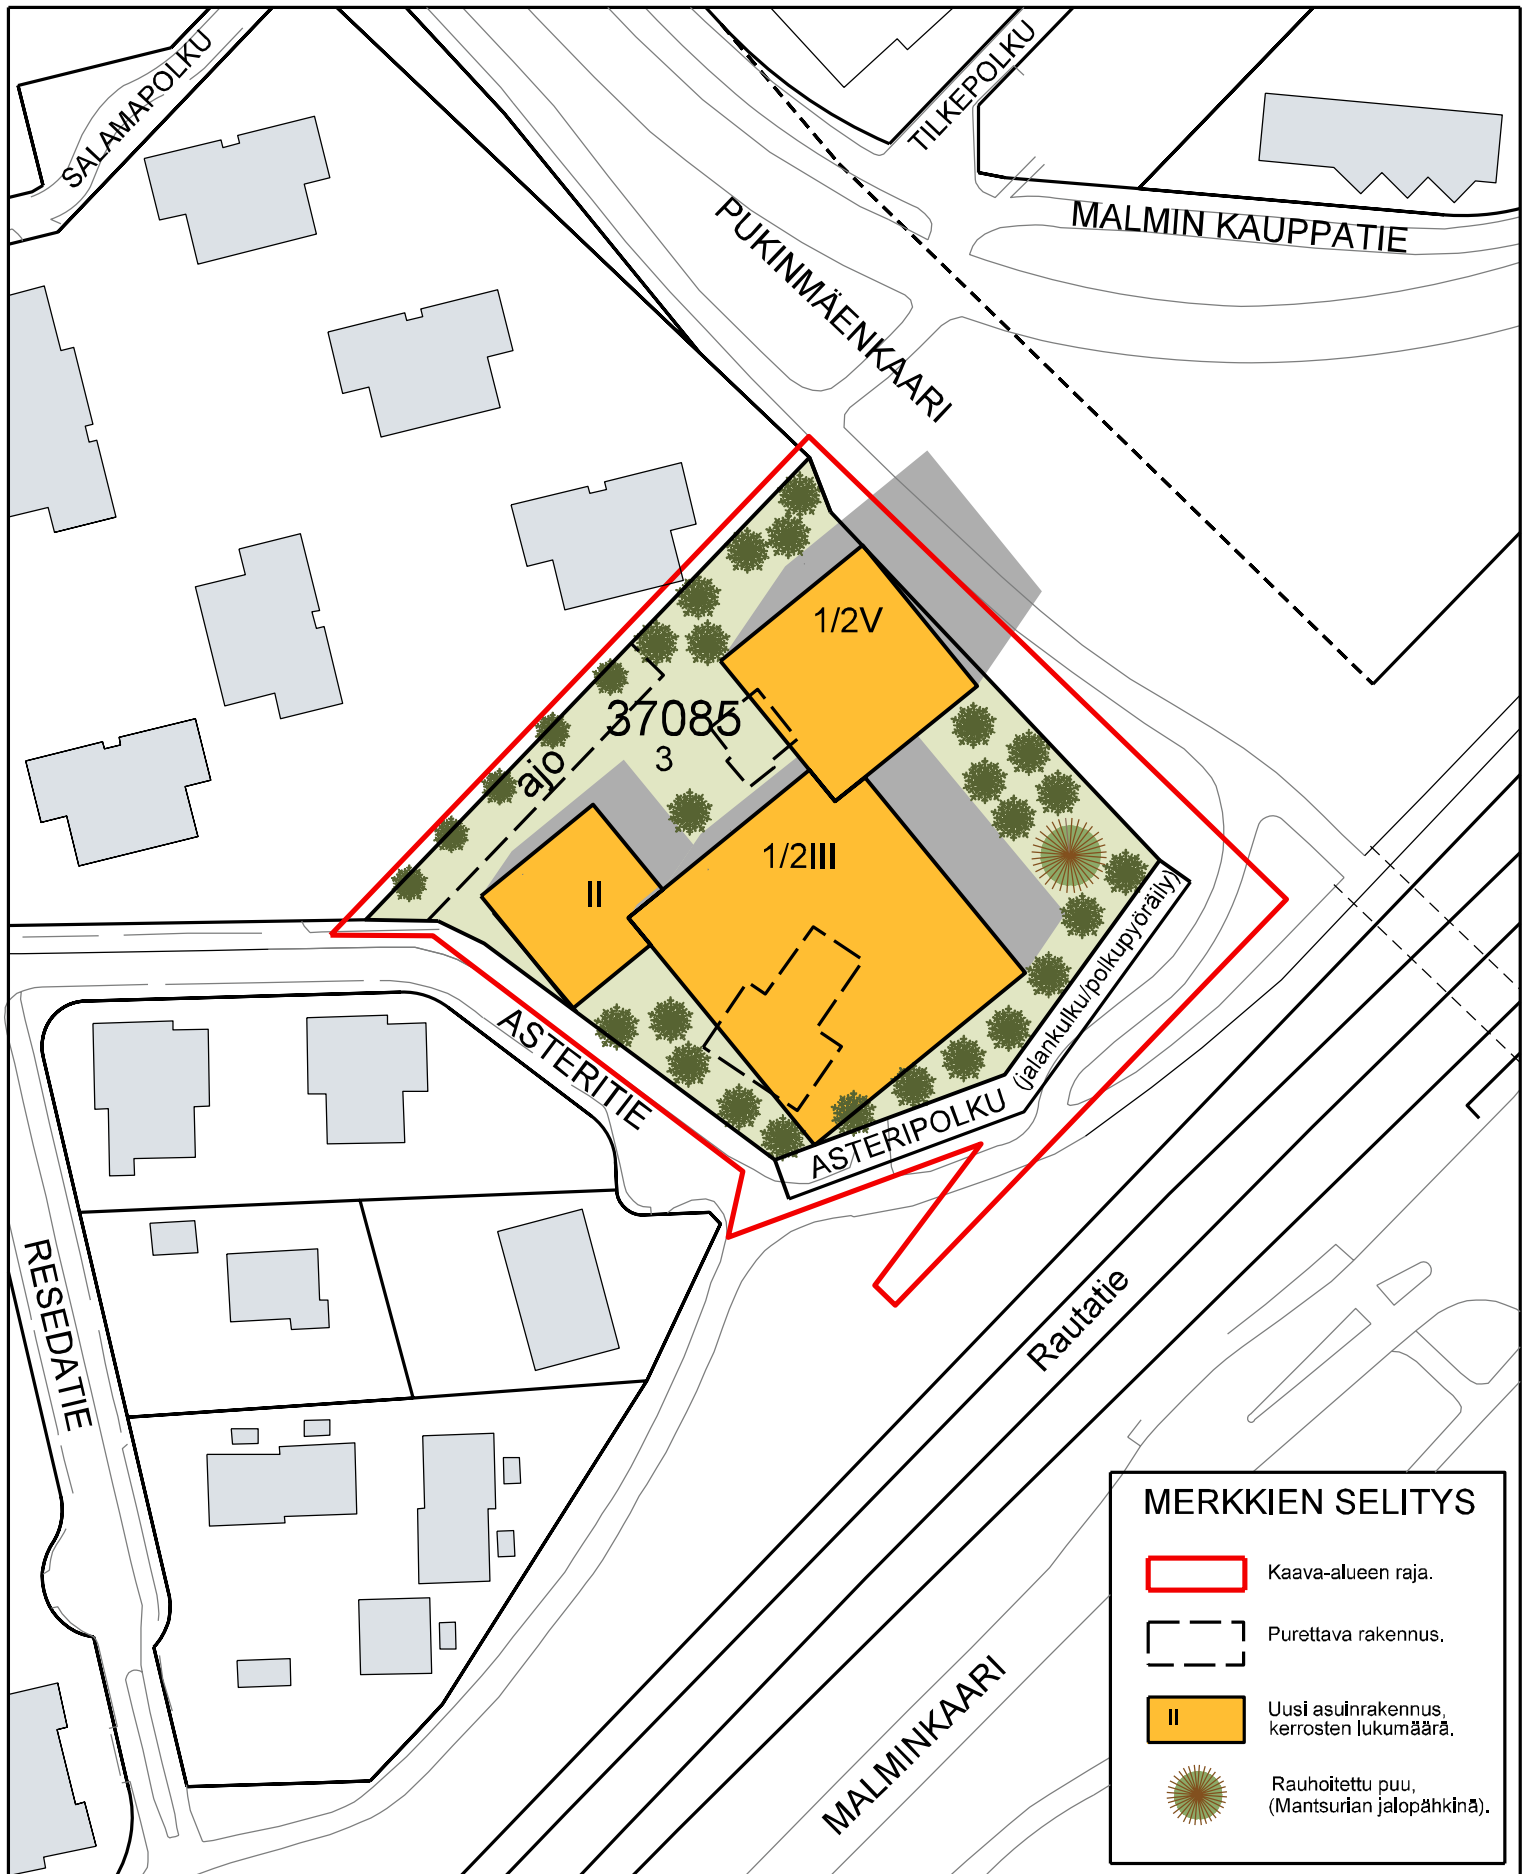 SALAMAPOLKU
TILKEPOLKU
MALMIN KAUPPATIE
PUKINMÄENKAARI
1/2V
37085
3
ajo
1/2III
II
(jalankulku/polkupyöräily)
ASTERITIE
ASTERIPOLKU
RESEDATIE
Rautatie
MALMINKAARI
MERKKIEN SELITYS
Kaava-alueen raja.
Purettava rakennus.
II
Uusi asuinrakennus,
kerrosten lukumäärä.
Rauhoitettu puu,
(Mantsurian jalopähkinä).